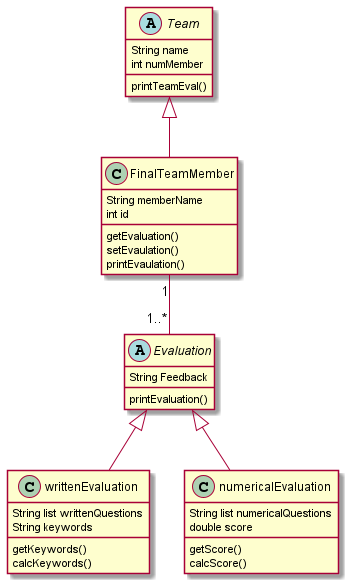 A Team
String name
int numMember
printTeamEval()
C FinalTeamMember
String memberName
int id
getEvaluation()
setEvaulation()
printEvaulation()
1
1..*
A Evaluation
String Feedback
printEvaluation()
C writtenEvaluation
String list writtenQuestions
String keywords
getKeywords()
calcKeywords()
C numericalEvaluation
String list numericalQuestions
double score
getScore()
calcScore()